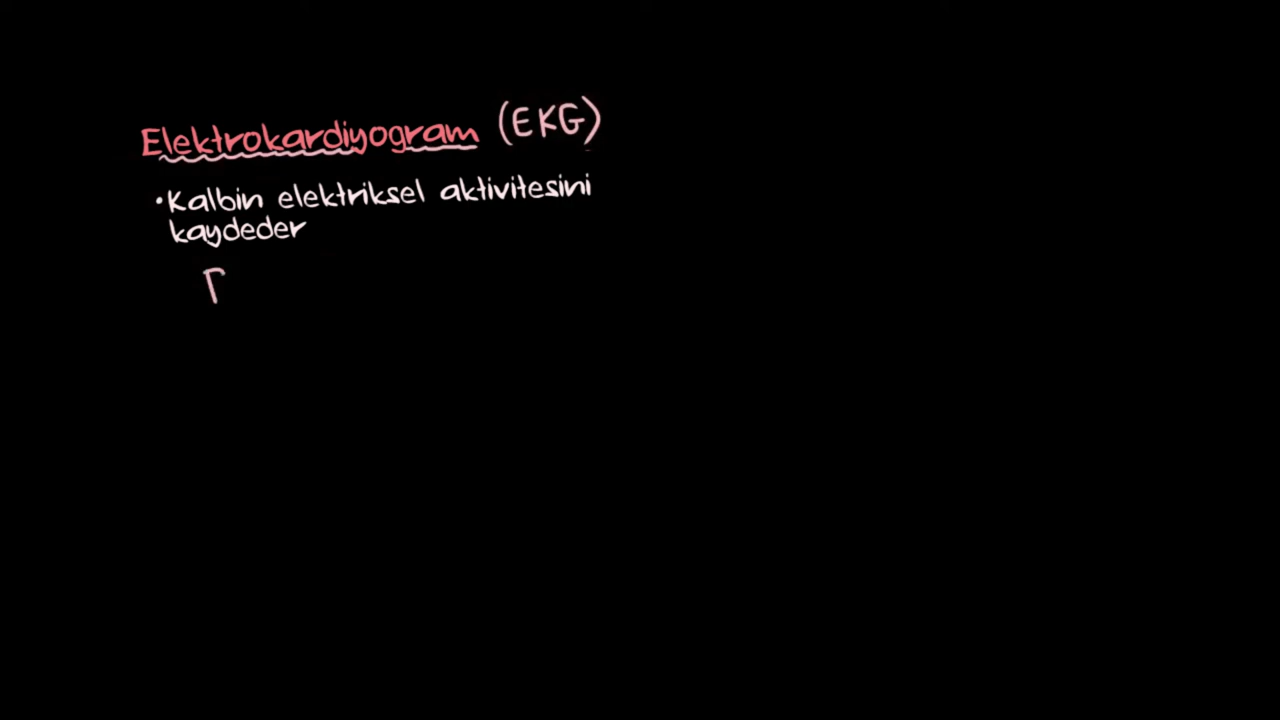 Elektrokardiyogram (EKG)
• Kalbin elektriksel aktivitesini
kaydeder